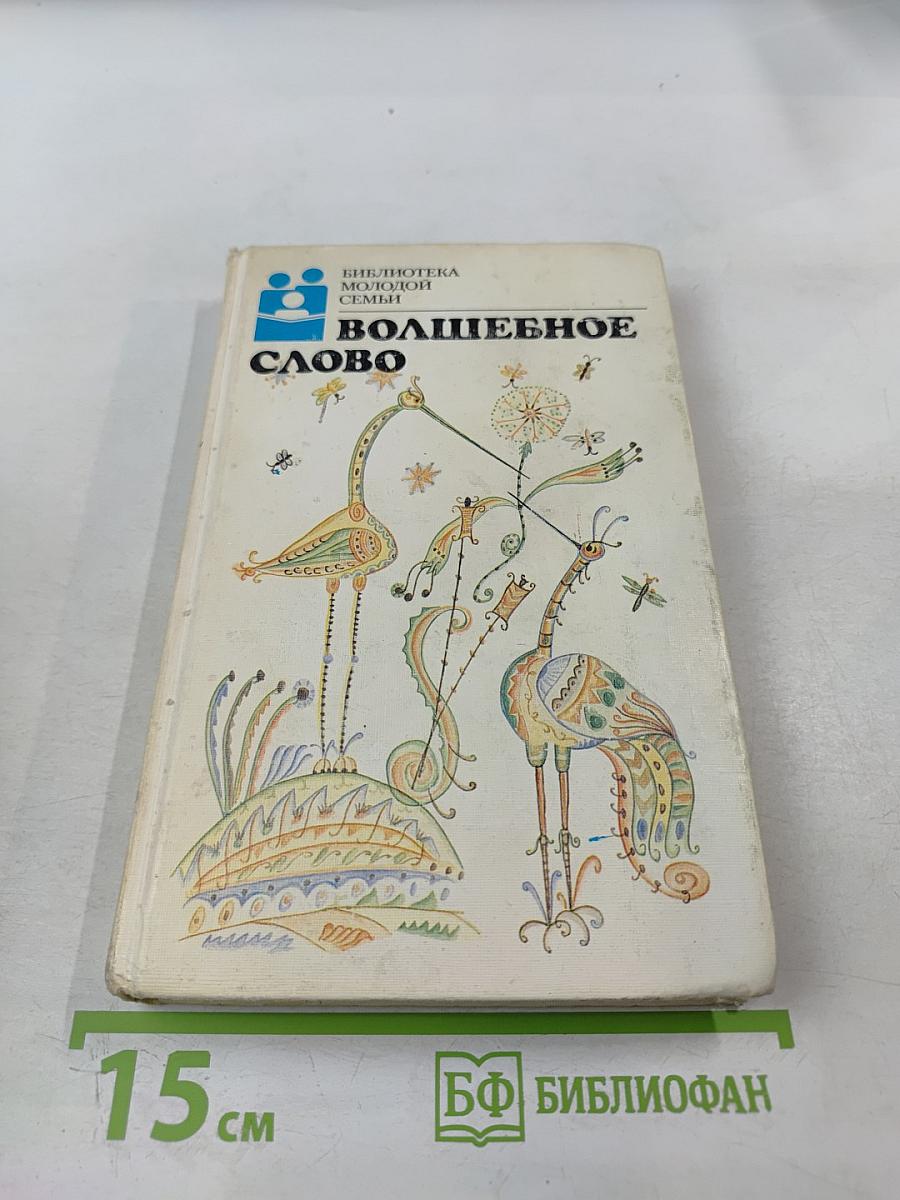 БИБЛИОТЕКА
МОЛОДОЙ
СЕМЬИ
ВОЛШЕБНОЕ
СЛОВО
15 см
БФ БИБЛИОФАН